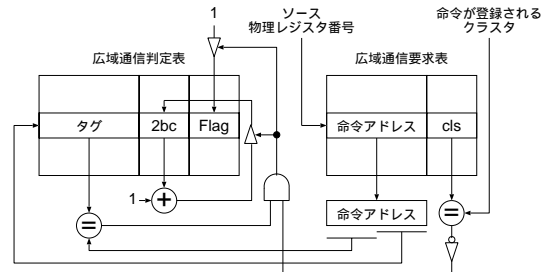 1
ソース
物理レジスタ番号
命令が登録される
クラスタ
広域通信判定表
広域通信要求表
タグ
2bc
Flag
命令アドレス
cls
1
+
=
命令アドレス
=